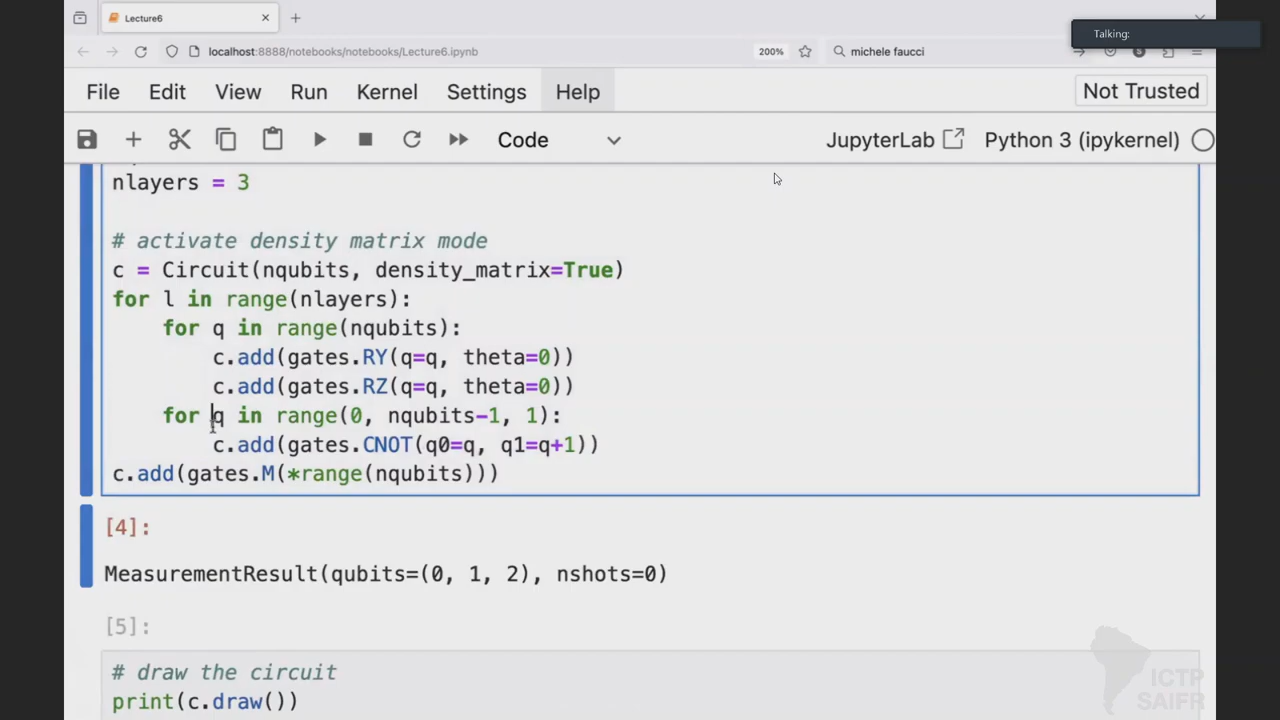 Lecture6
localhost:8888/notebooks/notebooks/Lecture6.ipynb
200%
michele faucci
Talking:
File Edit View Run Kernel Settings Help
Not Trusted
Code
JupyterLab
Python 3 (ipykernel)
nlayers = 3
# activate density matrix mode
c = Circuit(nqubits, density_matrix=True)
for l in range(nlayers):
    for q in range(nqubits):
        c.add(gates.RY(q=q, theta=0))
        c.add(gates.RZ(q=q, theta=0))
    for q in range(0, nqubits-1, 1):
        c.add(gates.CNOT(q0=q, q1=q+1))
c.add(gates.M(*range(nqubits)))
[4]:
MeasurementResult(qubits=(0, 1, 2), nshots=0)
[5]:
# draw the circuit
print(c.draw())
ICTP
SAIFR